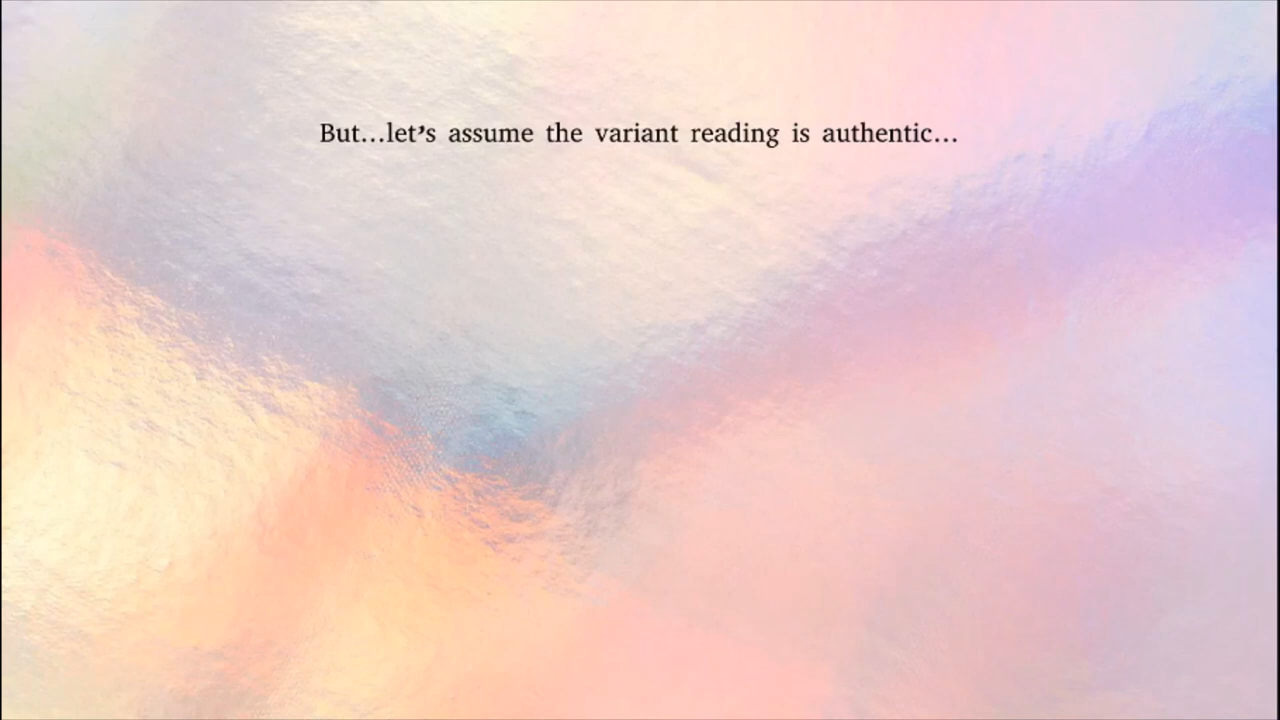 But…let’s assume the variant reading is authentic…